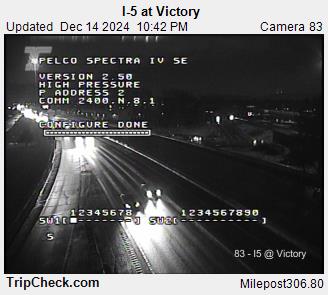 I-5 at Victory
Updated Dec 14 2024 10:42 PM Camera 83
PELCO SPECTRA IV SE
VERSION 2.50
HIGH PRESSURE
P ADDRESS 2
COMM 2400.N.8.1
CONFIGURE DONE
12345678 1234567890
SW1 SW2
S
83 - I5 @ Victory
TripCheck.com Milepost306.80